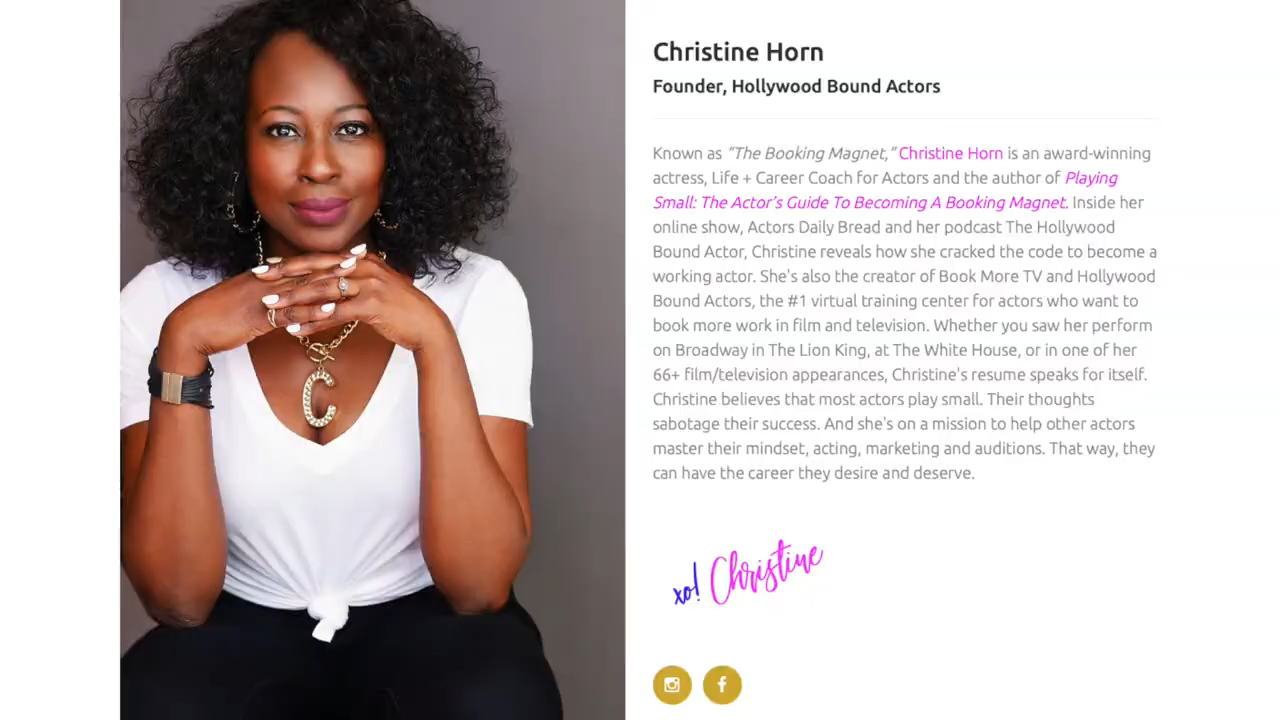 Christine Horn
Founder, Hollywood Bound Actors
Known as “The Booking Magnet,” Christine Horn is an award-winning
actress, Life + Career Coach for Actors and the author of Playing
Small: The Actor’s Guide To Becoming A Booking Magnet. Inside her
online show, Actors Daily Bread and her podcast The Hollywood
Bound Actor, Christine reveals how she cracked the code to become a
working actor. She's also the creator of Book More TV and Hollywood
Bound Actors, the #1 virtual training center for actors who want to
book more work in film and television. Whether you saw her perform
on Broadway in The Lion King, at The White House, or in one of her
66+ film/television appearances, Christine's resume speaks for itself.
Christine believes that most actors play small. Their thoughts
sabotage their success. And she's on a mission to help other actors
master their mindset, acting, marketing and auditions. That way, they
can have the career they desire and deserve.
C
xo! Christine